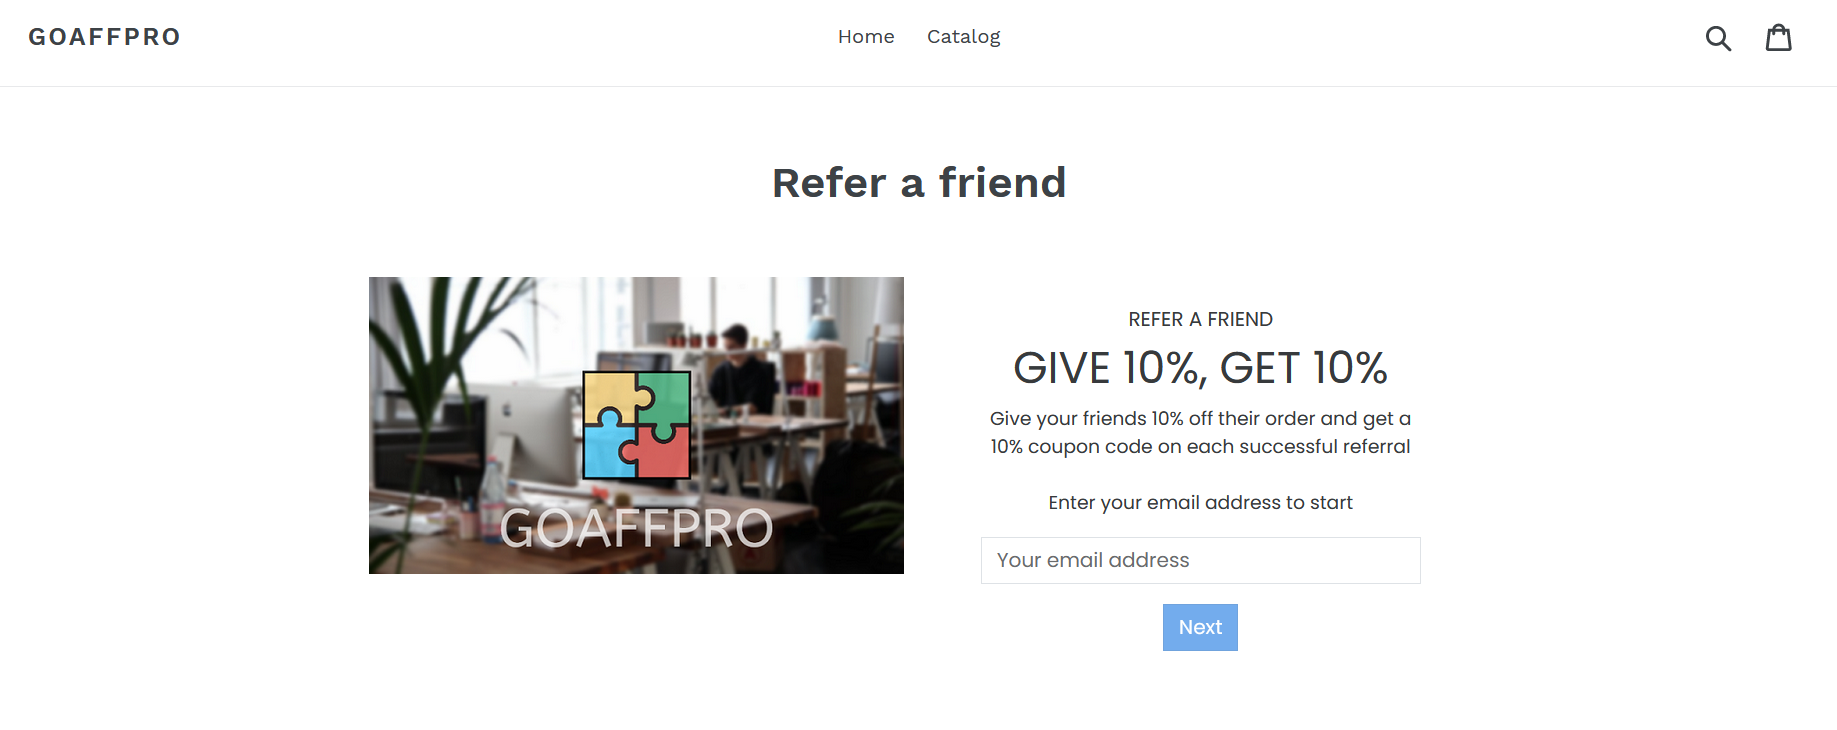 GOAFFPRO
Home
Catalog
Refer a friend
GOAFFPRO
REFER A FRIEND
GIVE 10%, GET 10%
Give your friends 10% off their order and get a
10% coupon code on each successful referral
Enter your email address to start
Your email address
Next